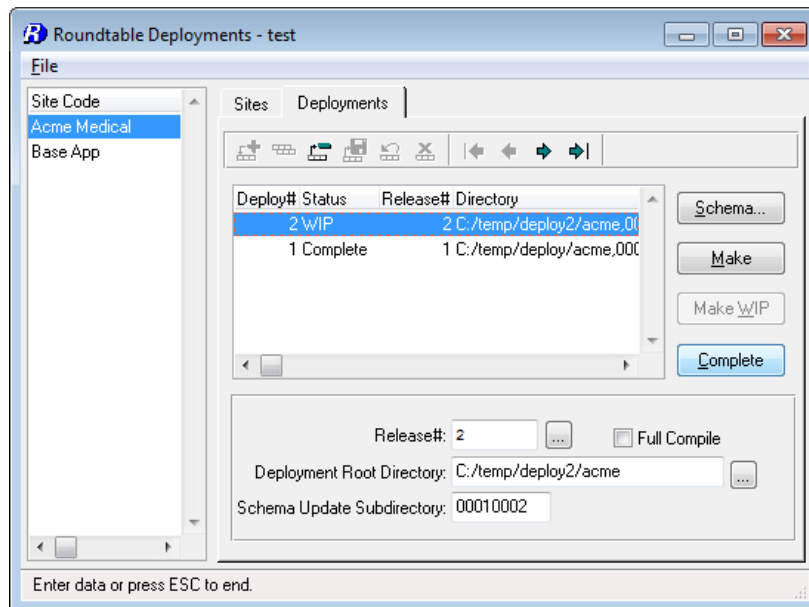 Roundtable Deployments - test
File
Site Code
Acme Medical
Base App
Sites Deployments
Deploy# Status Release# Directory
2 WIP 2 C:/temp/deploy2/acme,00
1 Complete 1 C:/temp/deploy/acme,000
Schema...
Make
Make WIP
Complete
Release#: 2 ... Full Compile
Deployment Root Directory: C:/temp/deploy2/acme ...
Schema Update Subdirectory: 00010002
Enter data or press ESC to end.